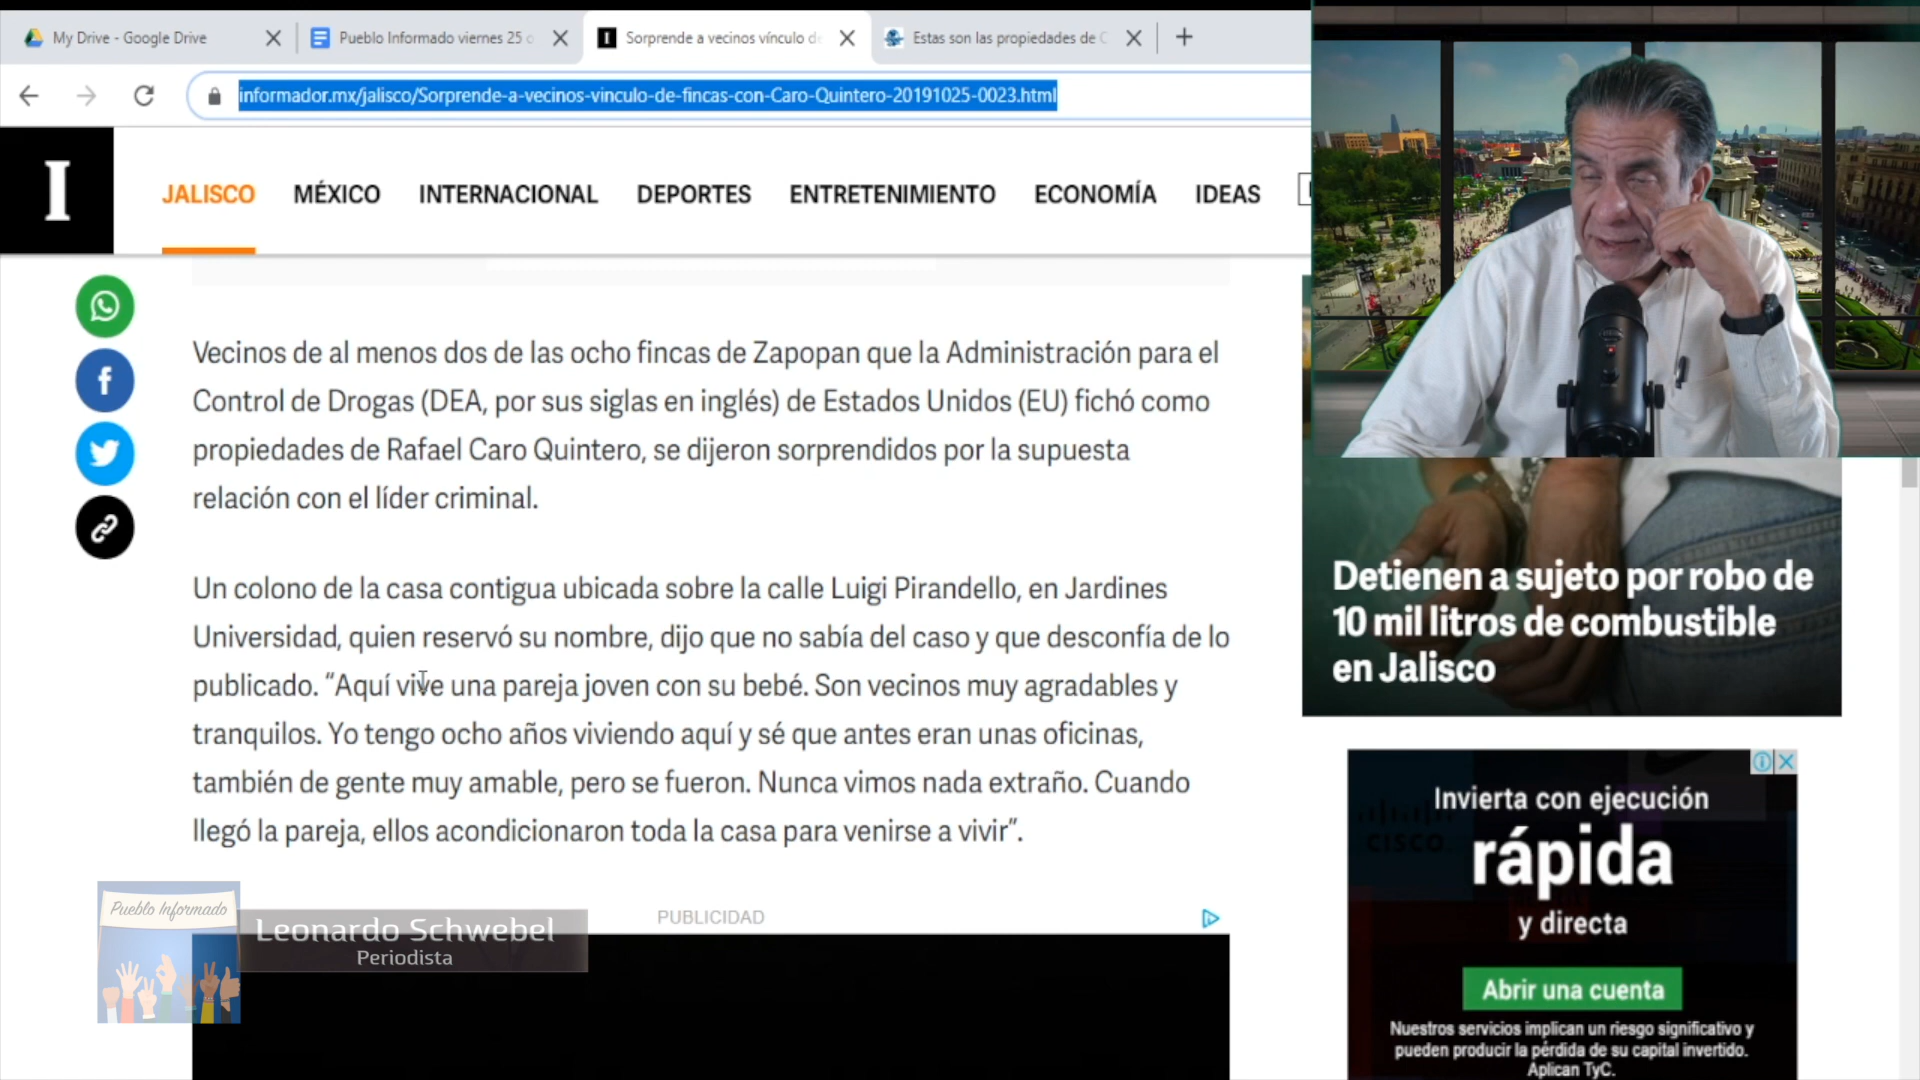 My Drive - Google Drive
Pueblo Informado viernes 25 o
Sorprende a vecinos vínculo de
Estas son las propiedades de C
informador.mx/jalisco/Sorprende-a-vecinos-vinculo-de-fincas-con-Caro-Quintero-20191025-0023.html
I
JALISCO MÉXICO INTERNACIONAL DEPORTES ENTRETENIMIENTO ECONOMÍA IDEAS
Vecinos de al menos dos de las ocho fincas de Zapopan que la Administración para el
Control de Drogas (DEA, por sus siglas en inglés) de Estados Unidos (EU) fichó como
propiedades de Rafael Caro Quintero, se dijeron sorprendidos por la supuesta
relación con el líder criminal.
Un colono de la casa contigua ubicada sobre la calle Luigi Pirandello, en Jardines
Universidad, quien reservó su nombre, dijo que no sabía del caso y que desconfía de lo
publicado. “Aquí vive una pareja joven con su bebé. Son vecinos muy agradables y
tranquilos. Yo tengo ocho años viviendo aquí y sé que antes eran unas oficinas,
también de gente muy amable, pero se fueron. Nunca vimos nada extraño. Cuando
llegó la pareja, ellos acondicionaron toda la casa para venirse a vivir”.
PUBLICIDAD
Pueblo Informado
Leonardo Schwebel
Periodista
Detienen a sujeto por robo de
10 mil litros de combustible
en Jalisco
Invierta con ejecución
CISCO
rápida
y directa
Abrir una cuenta
Nuestros servicios implican un riesgo significativo y
pueden producir la pérdida de su capital invertido.
Aplican TyC.